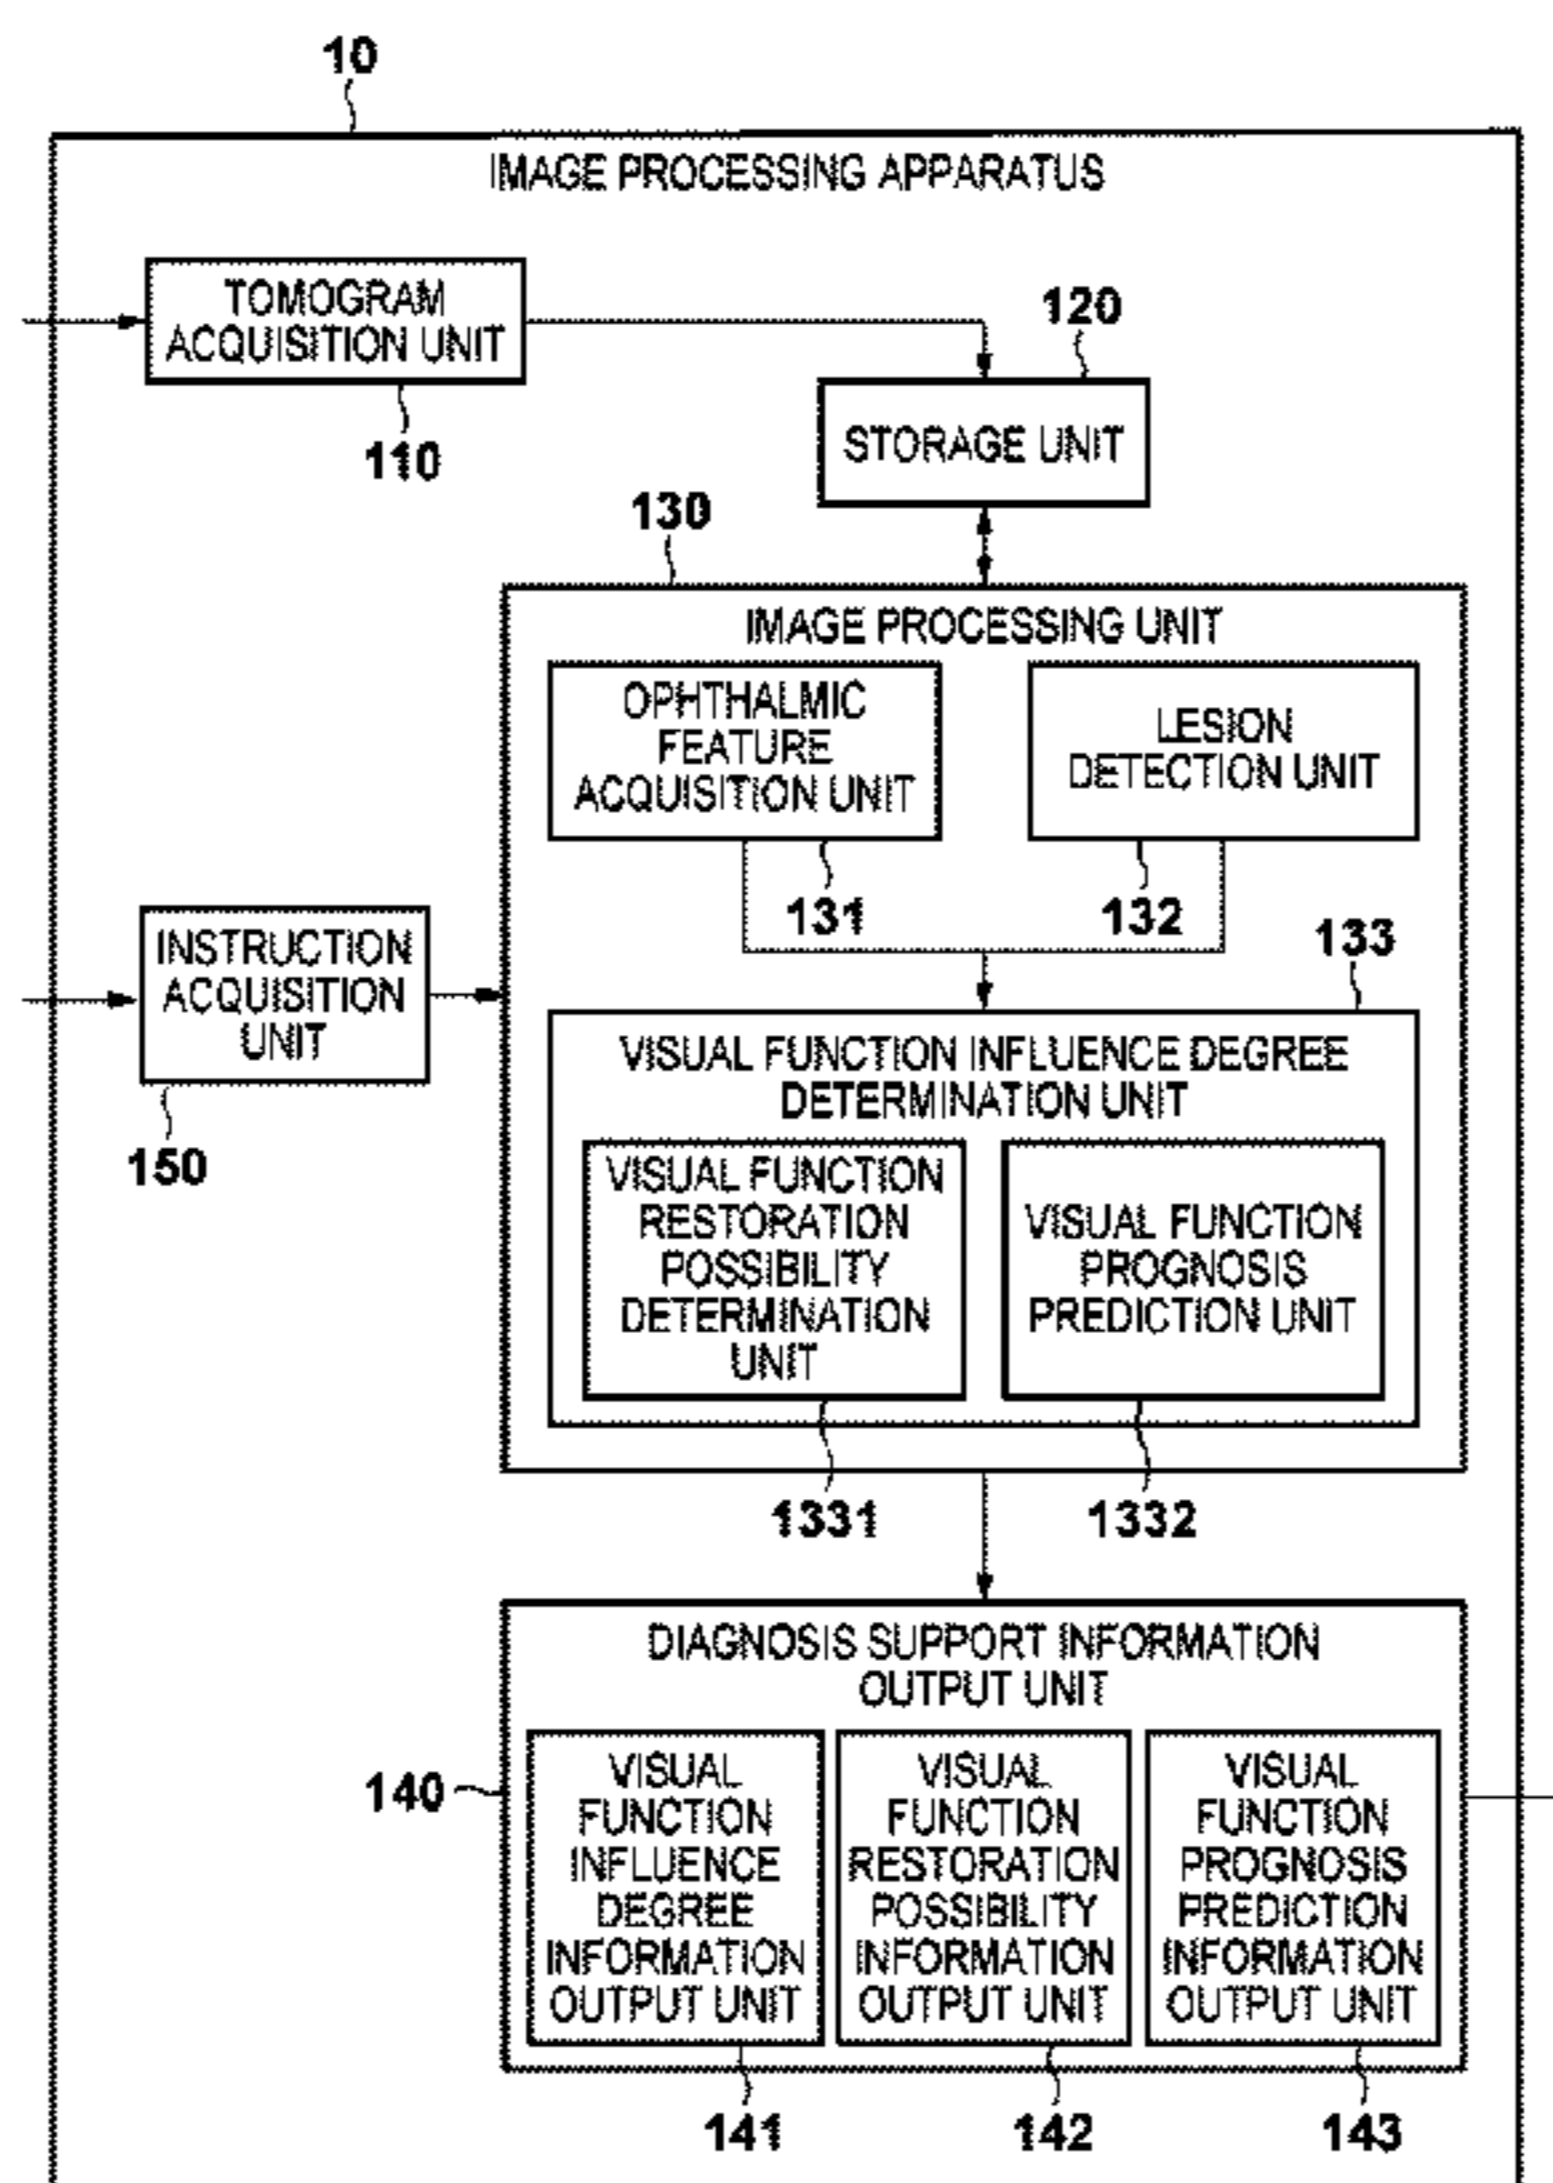 10
IMAGE PROCESSING APPARATUS
TOMOGRAM
ACQUISITION UNIT
110
120
STORAGE UNIT
130
IMAGE PROCESSING UNIT
OPHTHALMIC
FEATURE
ACQUISITION UNIT
131
LESION
DETECTION UNIT
132
133
INSTRUCTION
ACQUISITION
UNIT
150
VISUAL FUNCTION INFLUENCE DEGREE
DETERMINATION UNIT
VISUAL FUNCTION
RESTORATION
POSSIBILITY
DETERMINATION
UNIT
1331
VISUAL FUNCTION
PROGNOSIS
PREDICTION UNIT
1332
DIAGNOSIS SUPPORT INFORMATION
OUTPUT UNIT
140
VISUAL
FUNCTION
INFLUENCE
DEGREE
INFORMATION
OUTPUT UNIT
141
VISUAL
FUNCTION
RESTORATION
POSSIBILITY
INFORMATION
OUTPUT UNIT
142
VISUAL
FUNCTION
PROGNOSIS
PREDICTION
INFORMATION
OUTPUT UNIT
143